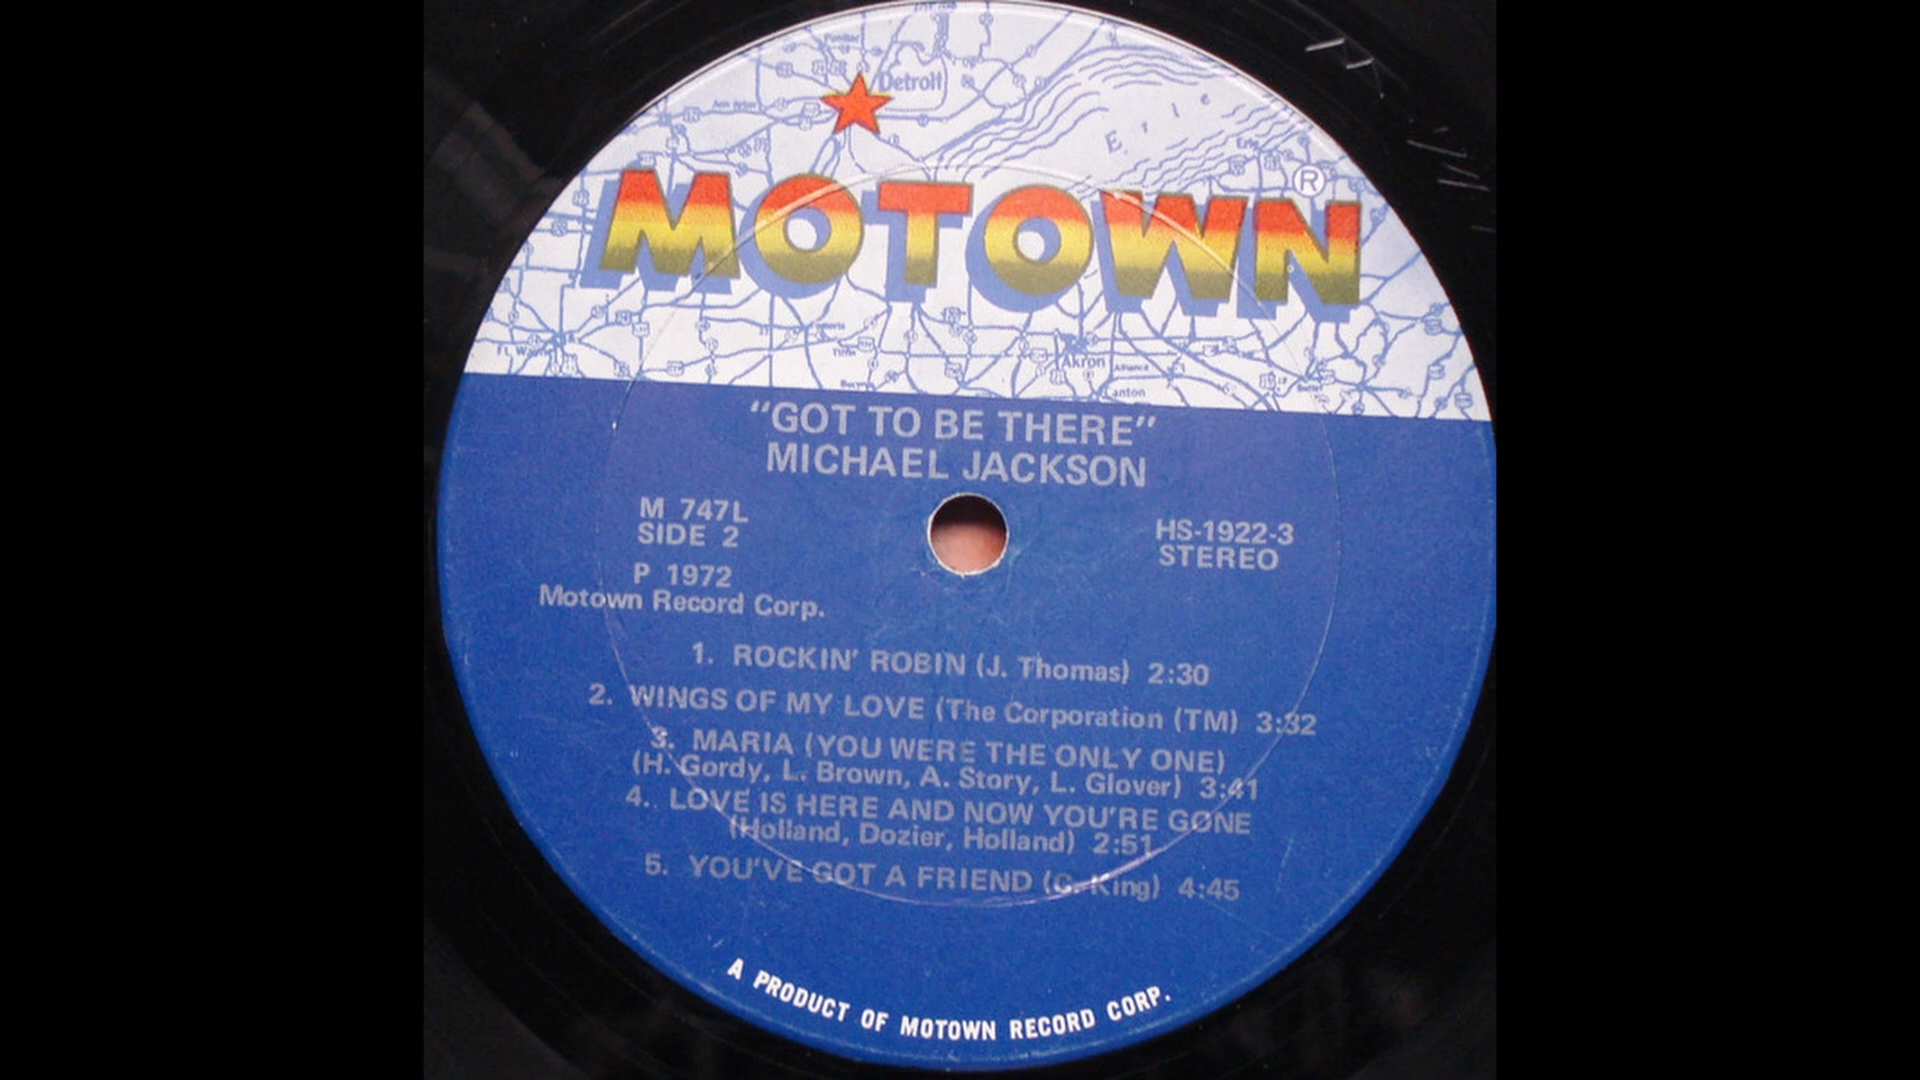 Detroit
Erie
Erie
MOTOWN®
Akron
"GOT TO BE THERE"
MICHAEL JACKSON
M 747L
SIDE 2
HS-1922-3
STEREO
P 1972
Motown Record Corp.
1. ROCKIN' ROBIN (J. Thomas) 2:30
2. WINGS OF MY LOVE (The Corporation (TM) 3:32
3. MARIA (YOU WERE THE ONLY ONE)
(H. Gordy, L. Brown, A. Story, L. Glover) 3:41
4. LOVE IS HERE AND NOW YOU'RE GONE
(Holland, Dozier, Holland) 2:51
5. YOU'VE GOT A FRIEND (C. King) 4:45
A PRODUCT OF MOTOWN RECORD CORP.